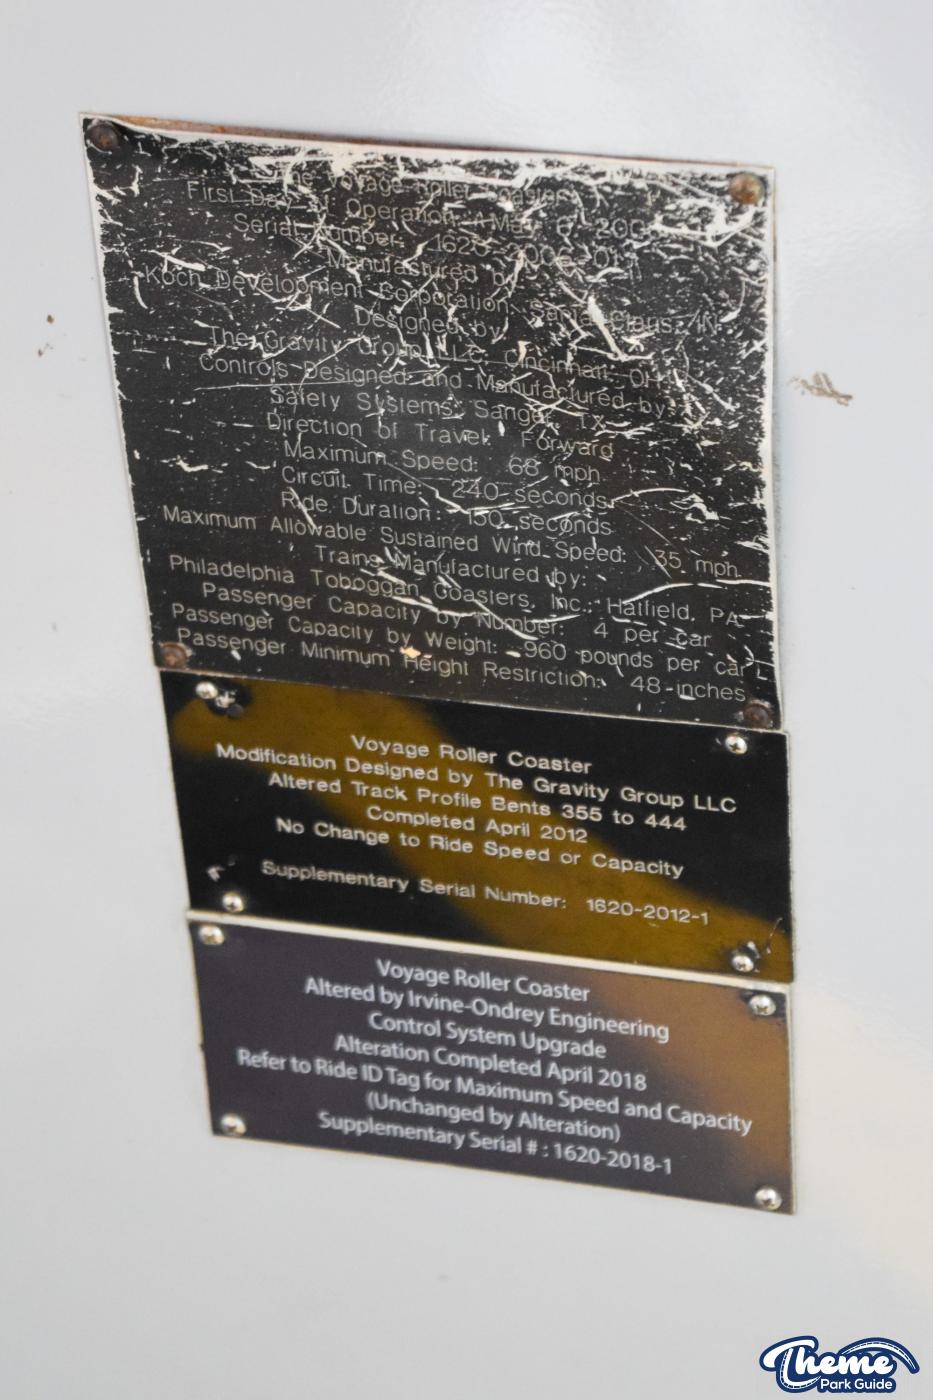 The Voyage Roller Coaster
First Day of Operation: May 6, 2006
Serial Number: 1620-2006-01
Manufactured by
Koch Development Corporation, Santa Claus, IN
Designed by
The Gravity Group, LLC, Cincinnati, OH
Controls Designed and Manufactured by:
Safety Systems, Sanger, TX
Direction of Travel: Forward
Maximum Speed: 68 mph
Circuit Time: 240 seconds
Ride Duration: 150 seconds
Maximum Allowable Sustained Wind Speed: 35 mph
Trains Manufactured by:
Philadelphia Toboggan Coasters, Inc., Hatfield, PA
Passenger Capacity by Number: 4 per car
Passenger Capacity by Weight: 960 pounds per car
Passenger Minimum Height Restriction: 48-inches
Voyage Roller Coaster
Modification Designed by The Gravity Group LLC
Altered Track Profile Bents 355 to 444
Completed April 2012
No Change to Ride Speed or Capacity
Supplementary Serial Number: 1620-2012-1
Voyage Roller Coaster
Altered by Irvine-Ondrey Engineering
Control System Upgrade
Alteration Completed April 2018
Refer to Ride ID Tag for Maximum Speed and Capacity
(Unchanged by Alteration)
Supplementary Serial # : 1620-2018-1
Theme
Park Guide